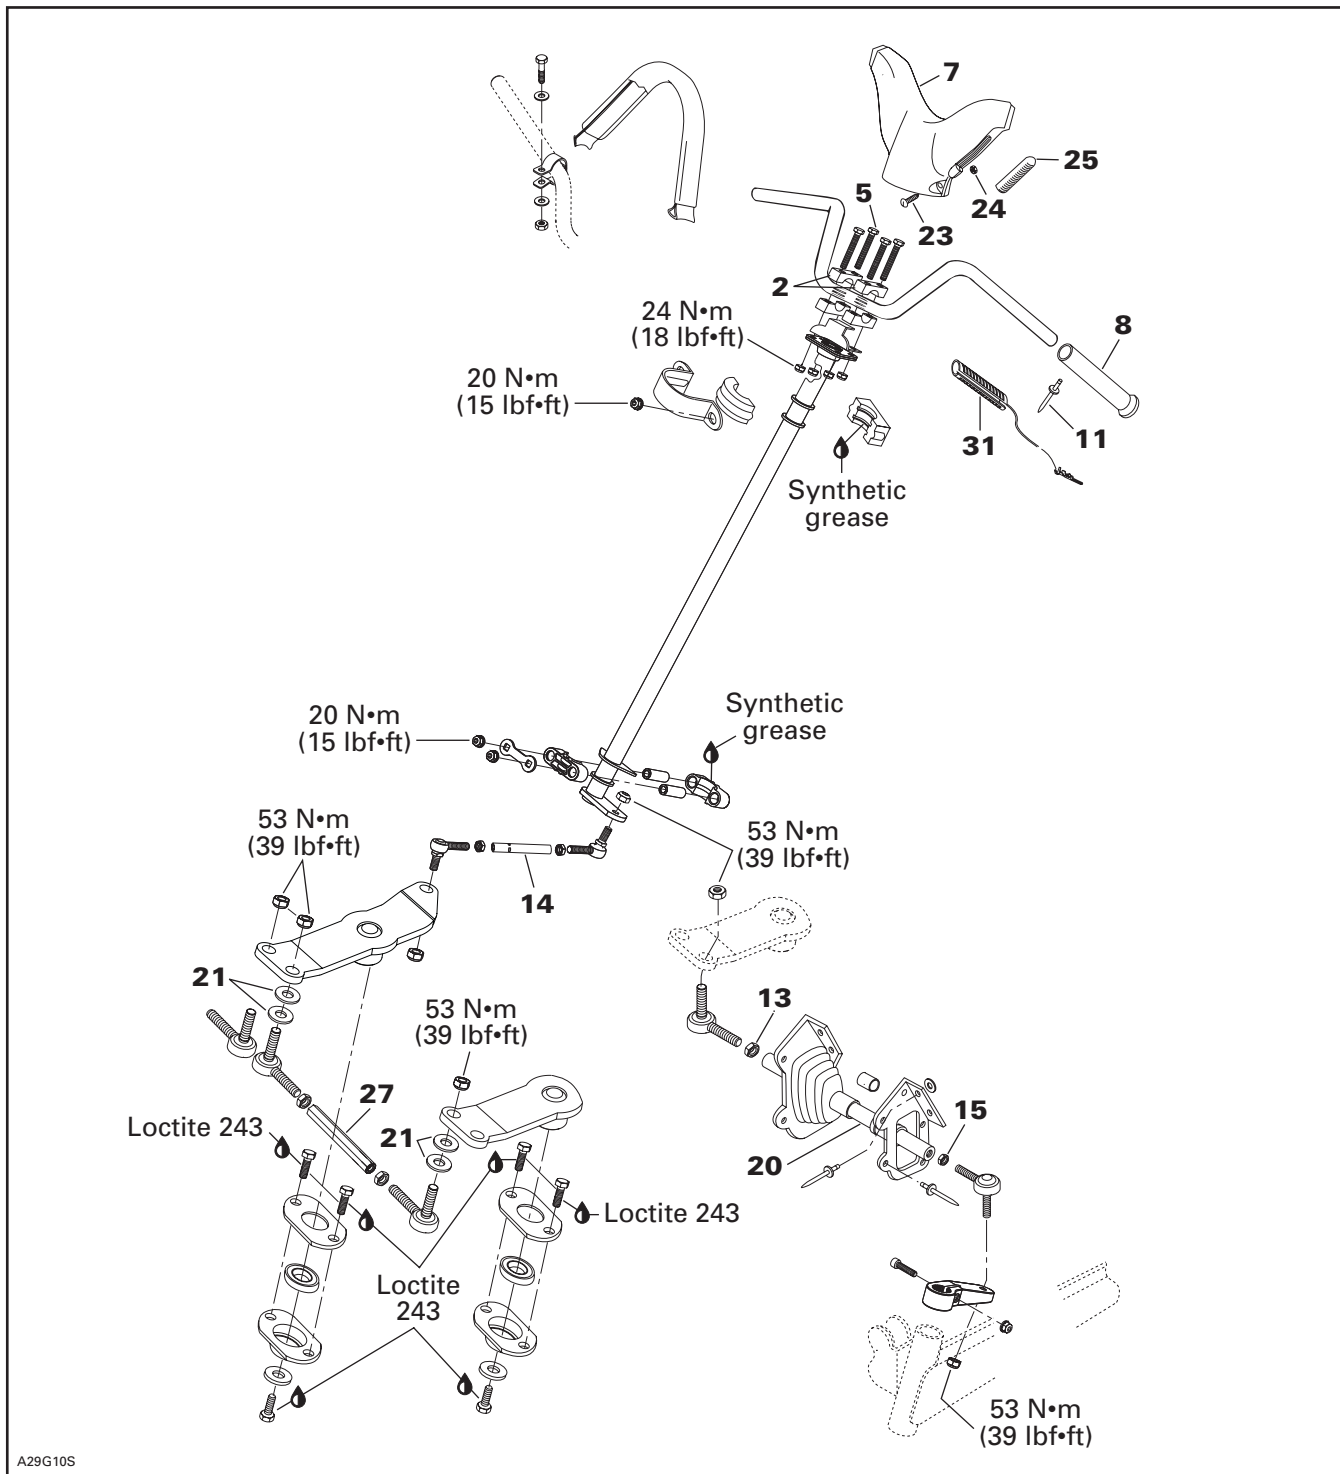 7
25
5
24
23
2
24 N•m
(18 lbf•ft)
8
20 N•m
(15 lbf•ft)
31
11
Synthetic
grease
Synthetic
grease
20 N•m
(15 lbf•ft)
53 N•m
(39 lbf•ft)
53 N•m
(39 lbf•ft)
14
21
13
53 N•m
(39 lbf•ft)
27
15
Loctite 243
21
20
Loctite 243
Loctite
243
53 N•m
(39 lbf•ft)
A29G10S